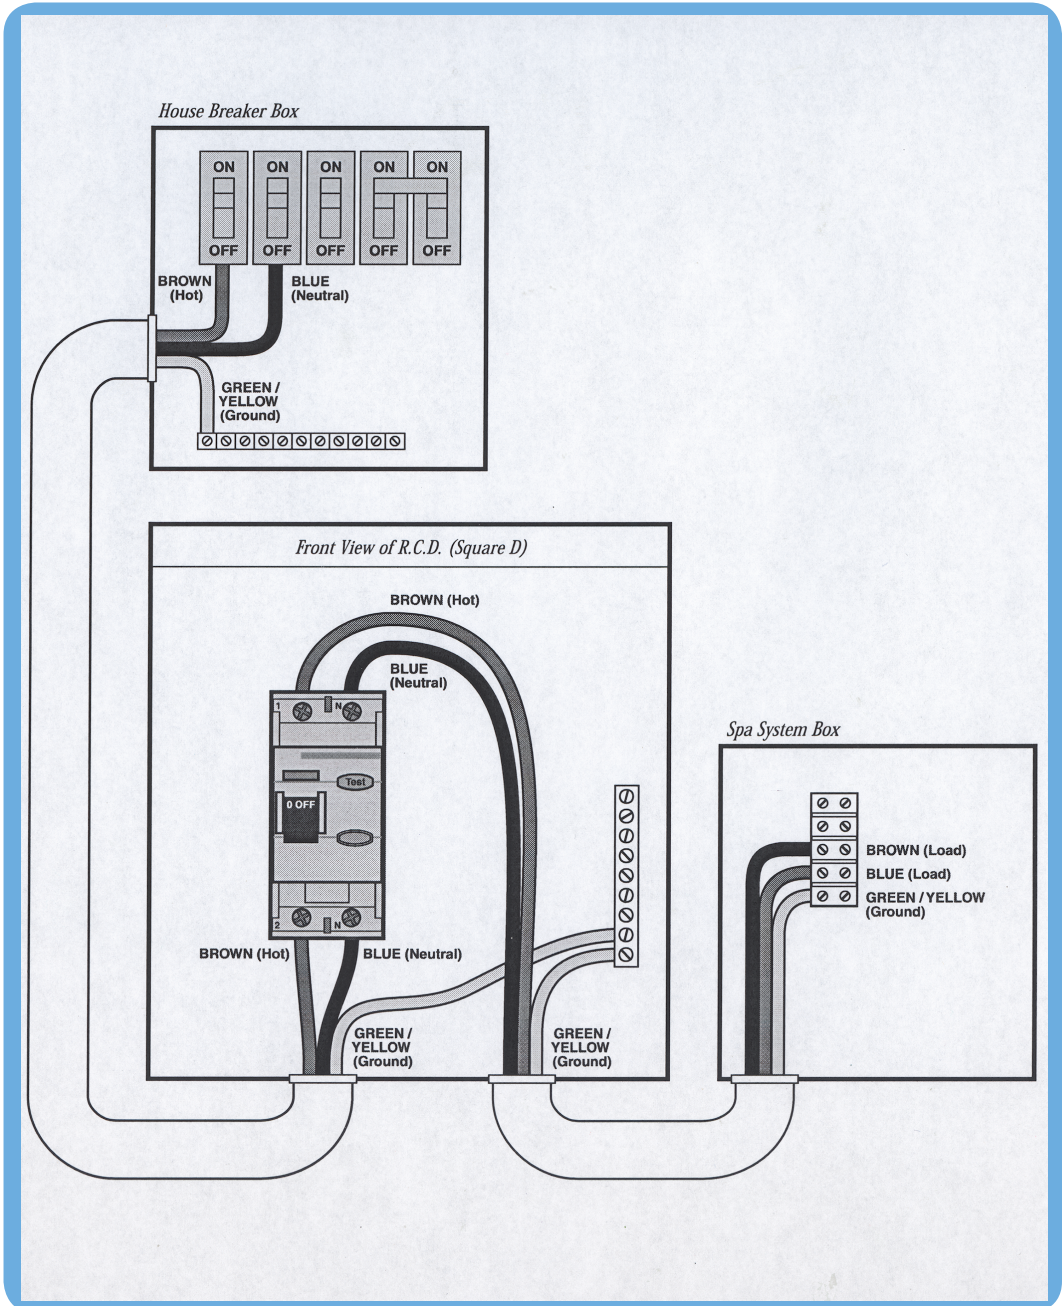 House Breaker Box
ON ON ON ON ON
OFF OFF OFF OFF OFF
BROWN
(Hot)
BLUE
(Neutral)
GREEN /
YELLOW
(Ground)
Front View of R.C.D. (Square D)
BROWN (Hot)
BLUE
(Neutral)
1 N
Test
0 OFF
2 N
BROWN (Hot)
BLUE (Neutral)
GREEN /
YELLOW
(Ground)
GREEN /
YELLOW
(Ground)
Spa System Box
BROWN (Load)
BLUE (Load)
GREEN / YELLOW
(Ground)